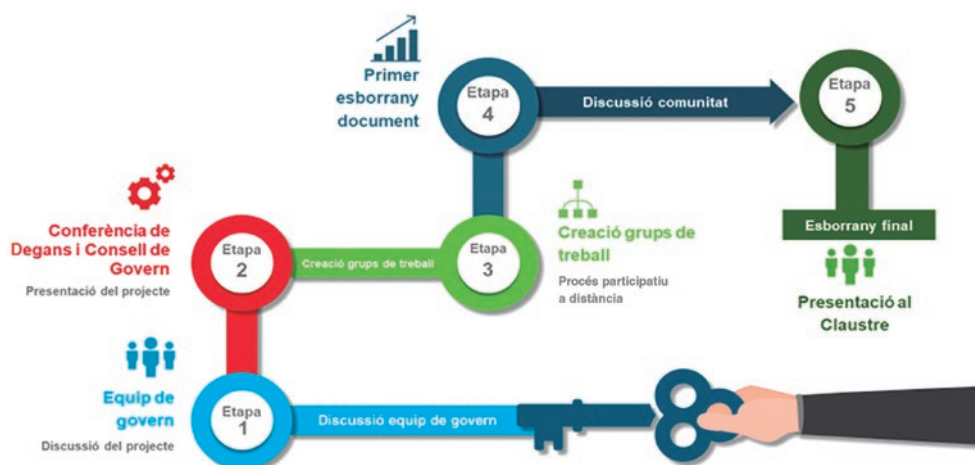 Primer
esborrany
document
Etapa
4
Discussió comunitat
Etapa
5
Conferència de
Degans i Consell de
Govern
Presentació del projecte
Etapa
2
Creació grups de treball
Etapa
3
Creació grups de
treball
Procés participatiu
a distància
Esborrany final
Presentació al
Claustre
Equip de
govern
Discussió del projecte
Etapa
1
Discussió equip de govern